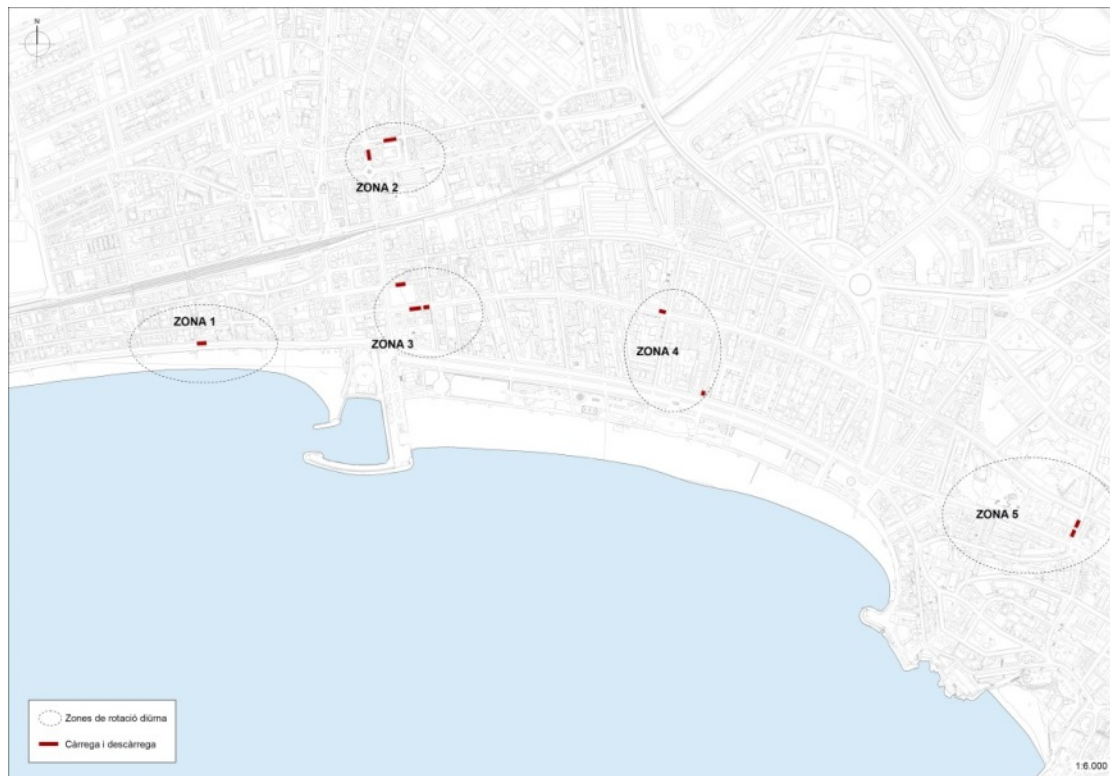 N
ZONA 2
ZONA 1
ZONA 3
ZONA 4
ZONA 5
Zones de rotació diürna
Càrrega i descàrrega
1:6.000